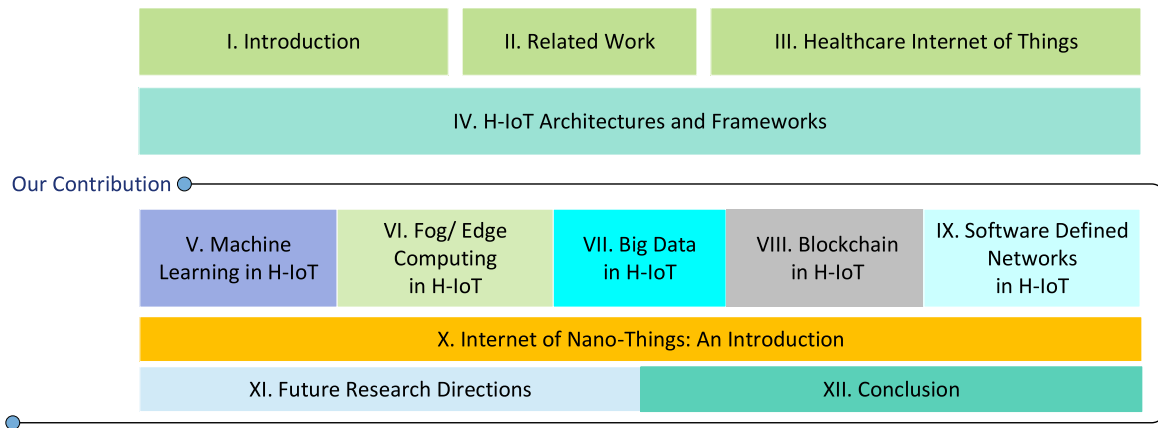 I. Introduction
II. Related Work
III. Healthcare Internet of Things
IV. H-IoT Architectures and Frameworks
Our Contribution
V. Machine
Learning in H-IoT
VI. Fog/ Edge
Computing
in H-IoT
VII. Big Data
in H-IoT
VIII. Blockchain
in H-IoT
IX. Software Defined
Networks
in H-IoT
X. Internet of Nano-Things: An Introduction
XI. Future Research Directions
XII. Conclusion